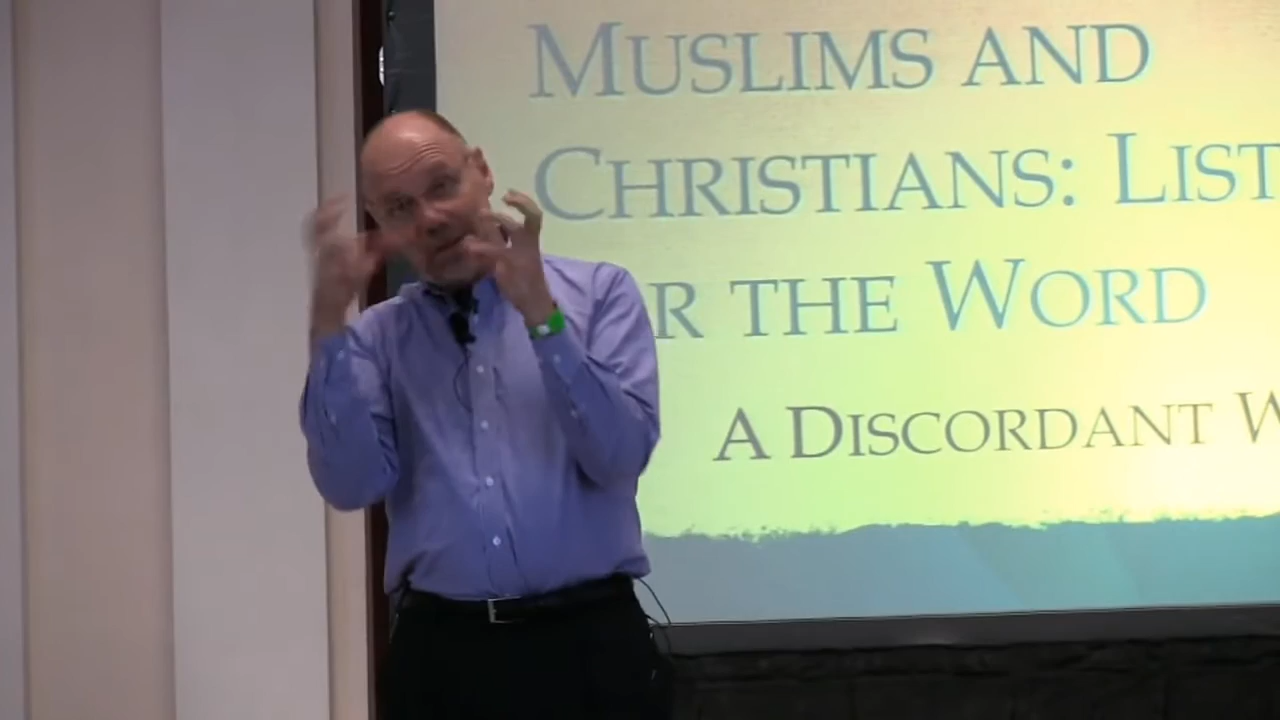 MUSLIMS AND
CHRISTIANS: LIST
R THE WORD
A DISCORDANT W